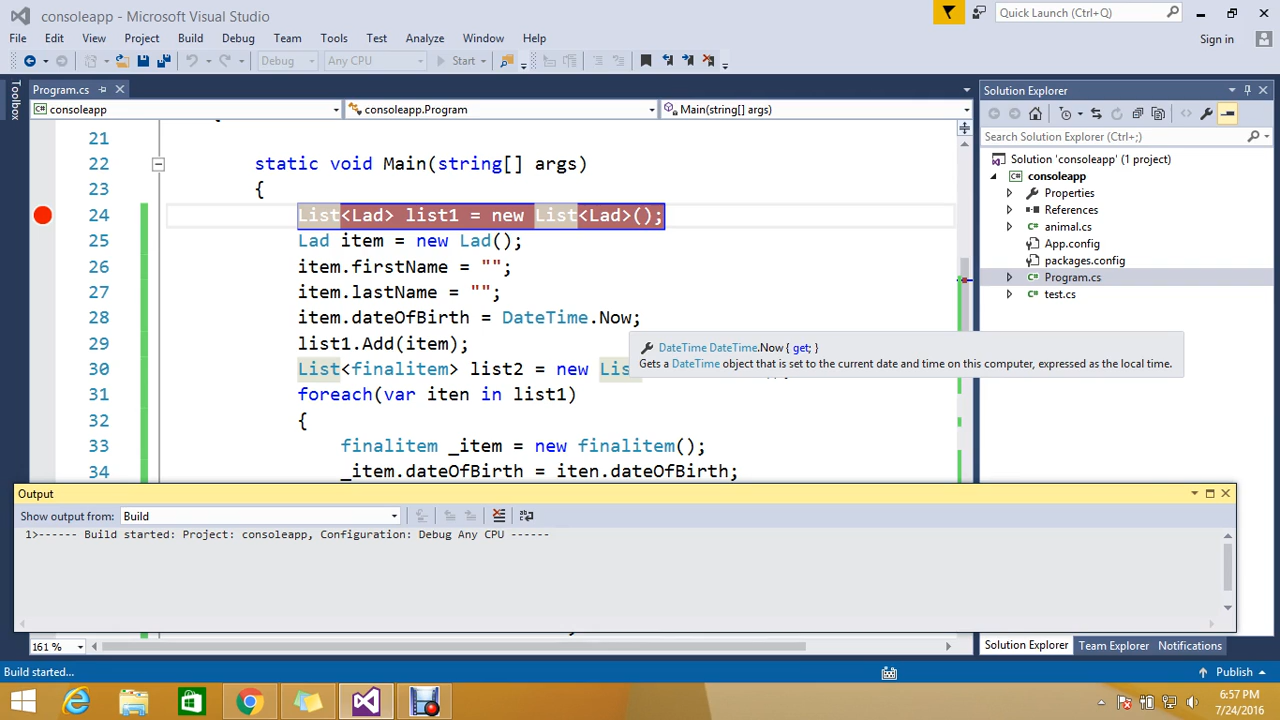 consoleapp - Microsoft Visual Studio
Quick Launch (Ctrl+Q)
File Edit View Project Build Debug Team Tools Test Analyze Window Help
Sign in
Debug Any CPU Start
Toolbox
Program.cs
consoleapp consoleapp.Program Main(string[] args)
21
22 static void Main(string[] args)
23 {
24 List<Lad> list1 = new List<Lad>();
25 Lad item = new Lad();
26 item.firstName = "";
27 item.lastName = "";
28 item.dateOfBirth = DateTime.Now;
29 list1.Add(item);
30 List<finalitem> list2 = new Lis
31 foreach(var iten in list1)
32 {
33 finalitem _item = new finalitem();
34 _item.dateOfBirth = iten.dateOfBirth;
DateTime DateTime.Now { get; }
Gets a DateTime object that is set to the current date and time on this computer, expressed as the local time.
Solution Explorer
Search Solution Explorer (Ctrl+;)
Solution 'consoleapp' (1 project)
consoleapp
Properties
References
animal.cs
App.config
packages.config
Program.cs
test.cs
Output
Show output from: Build
1>------ Build started: Project: consoleapp, Configuration: Debug Any CPU ------
161 %
Solution Explorer Team Explorer Notifications
Build started...
Publish
6:57 PM
7/24/2016